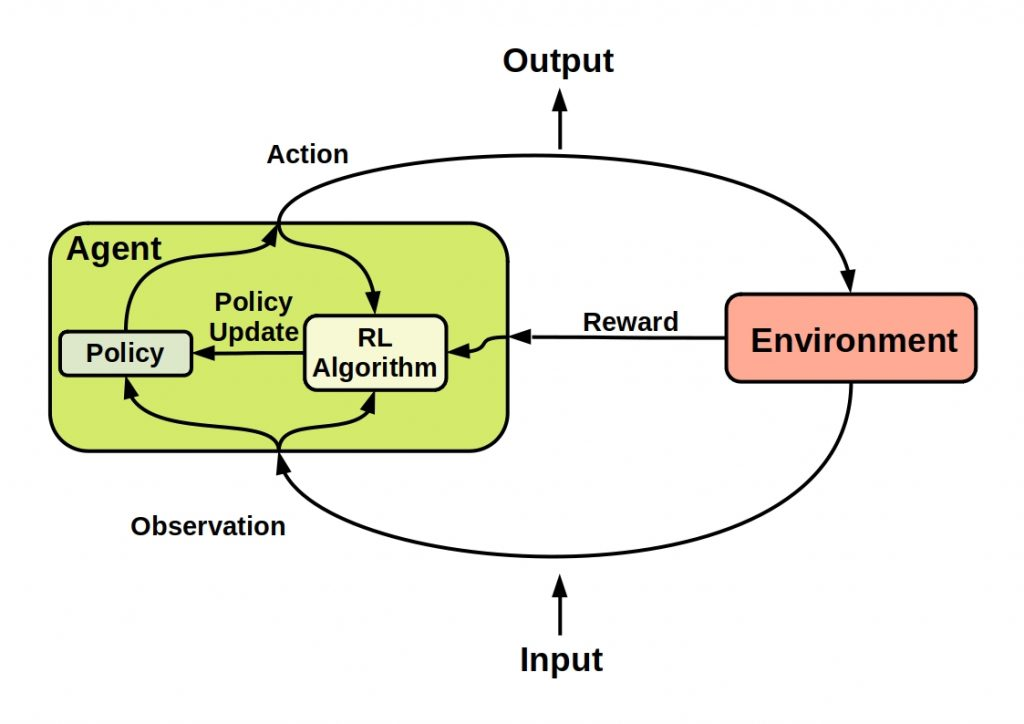 Output
Action
Agent
Policy
Update
Policy
RL
Algorithm
Reward
Environment
Observation
Input